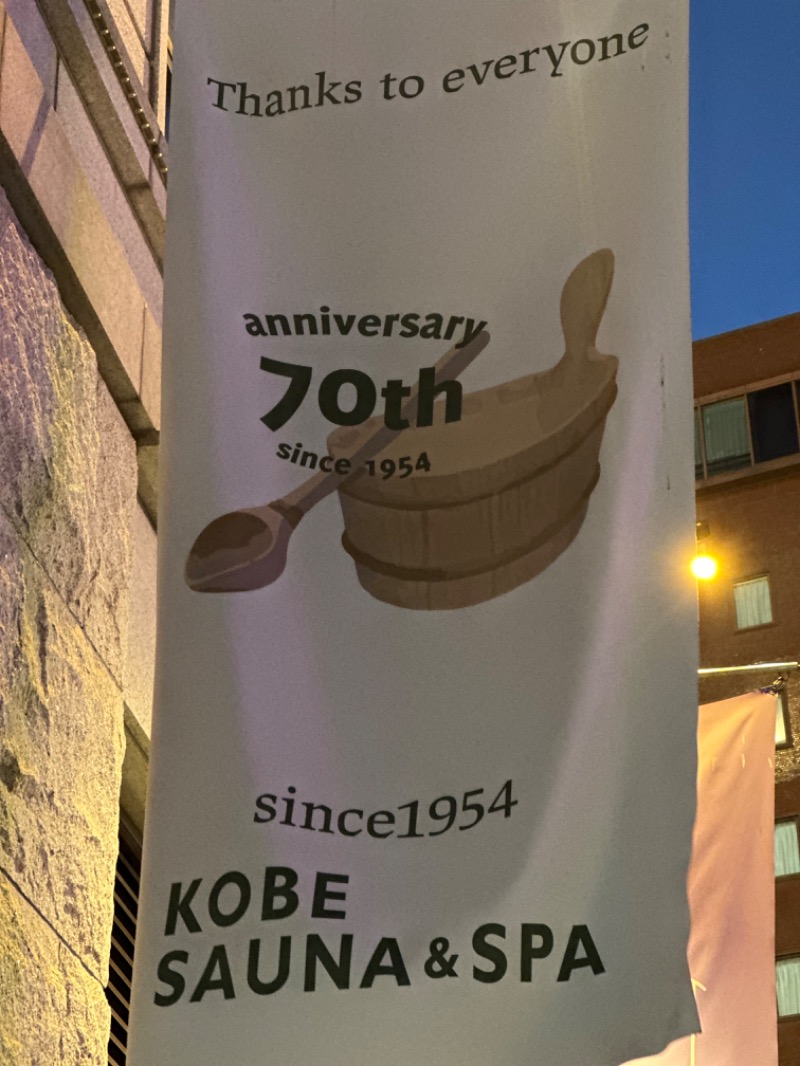 Thanks to everyone
anniversary
70th
since 1954
since1954
KOBE
SAUNA & SPA